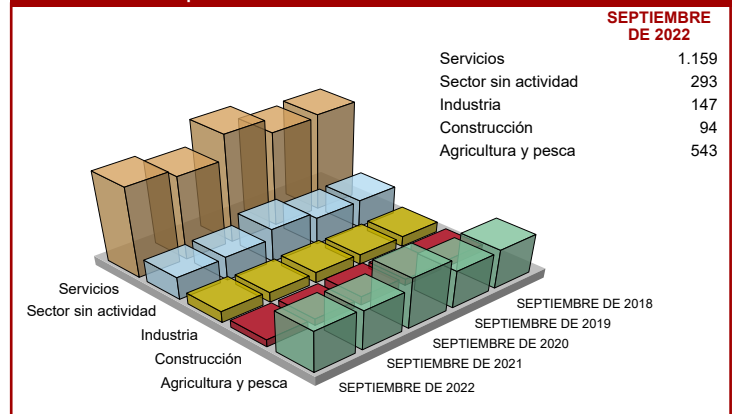 SEPTIEMBRE
DE 2022
Servicios 1.159
Sector sin actividad 293
Industria 147
Construcción 94
Agricultura y pesca 543
Servicios
Sector sin actividad
Industria
Construcción
Agricultura y pesca
SEPTIEMBRE DE 2018
SEPTIEMBRE DE 2019
SEPTIEMBRE DE 2020
SEPTIEMBRE DE 2021
SEPTIEMBRE DE 2022